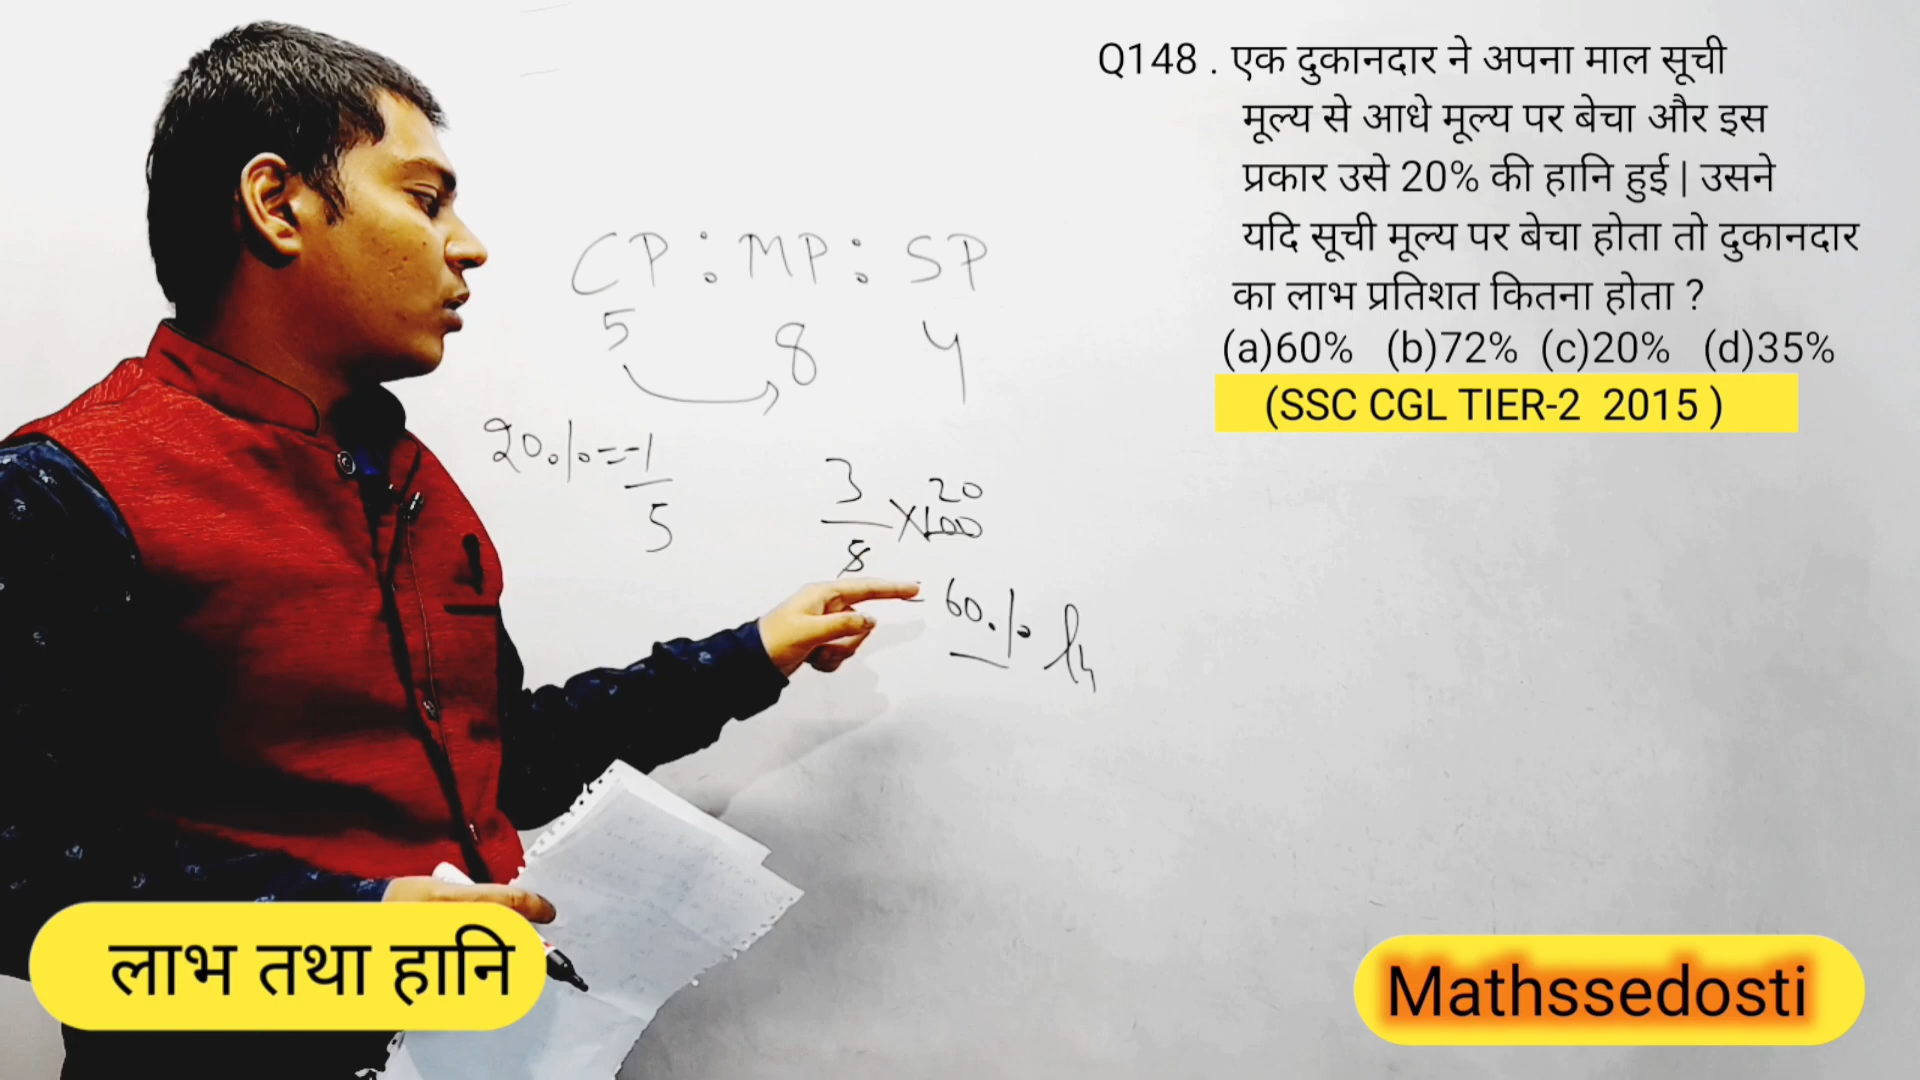 Q148 . एक दुकानदार ने अपना माल सूची
मूल्य से आधे मूल्य पर बेचा और इस
प्रकार उसे 20% की हानि हुई | उसने
यदि सूची मूल्य पर बेचा होता तो दुकानदार
का लाभ प्रतिशत कितना होता ?
(a)60% (b)72% (c)20% (d)35%
(SSC CGL TIER-2 2015 )
CP : MP : SP
5 8 4
20% = -1/5
3/5 × 100 20
= 60%
लाभ तथा हानि
Mathssedosti